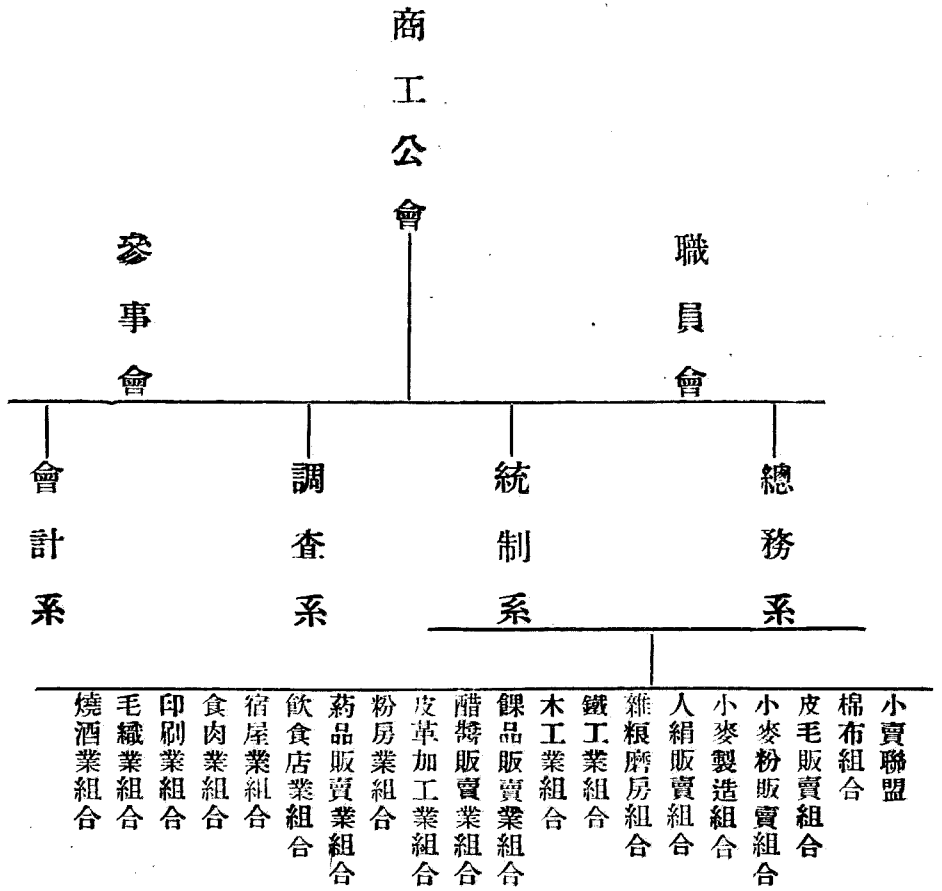 商工公會
職員會
參事會
總務系
統制系
調查系
會計系
小賣聯盟
棉布組合
皮毛販賣組合
小麥粉販賣組合
小麥製造組合
人絹販賣組合
雜粮磨房組合
鐵工業組合
木工業組合
餜品販賣業組合
醋醬販賣業組合
皮革加工業組合
粉房業組合
葯品販賣業組合
飲食店業組合
宿屋業組合
食肉業組合
印刷業組合
毛織業組合
燒酒業組合